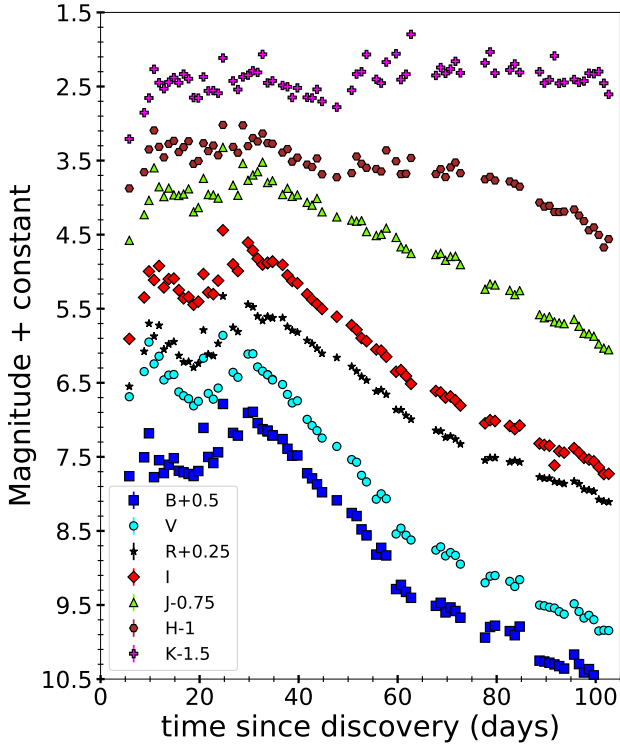 1.5
2.5
3.5
4.5
5.5
6.5
7.5
8.5
9.5
10.5
Magnitude + constant
B+0.5
V
R+0.25
I
J-0.75
H-1
K-1.5
0 20 40 60 80 100
time since discovery (days)